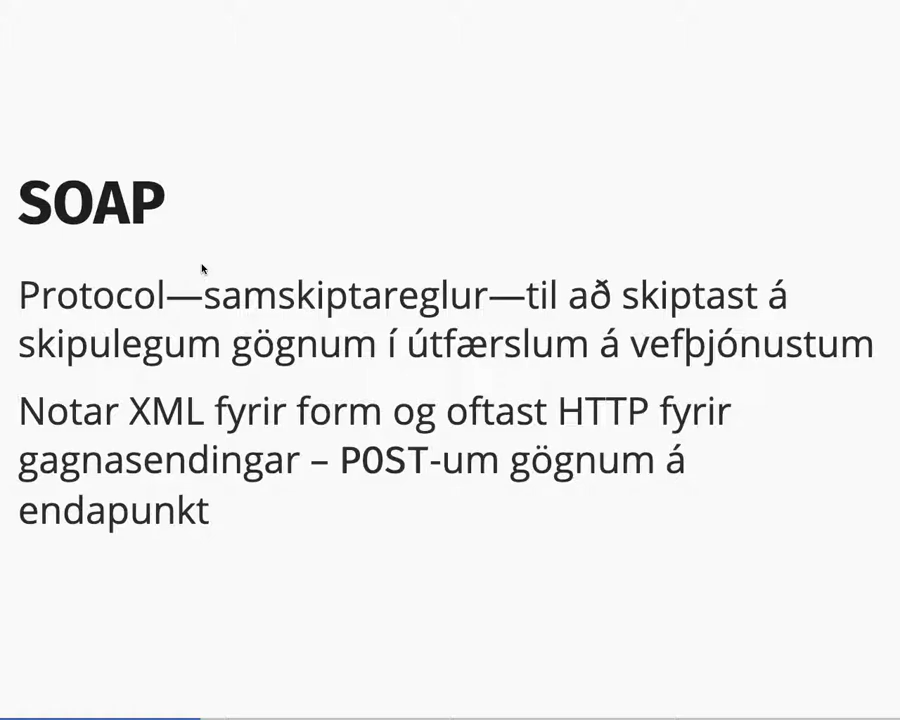 SOAP
Protocol—samskiptareglur—til að skiptast á
skipulegum gögnum í útfærslum á vefþjónustum
Notar XML fyrir form og oftast HTTP fyrir
gagnasendingar – POST-um gögnum á
endapunkt